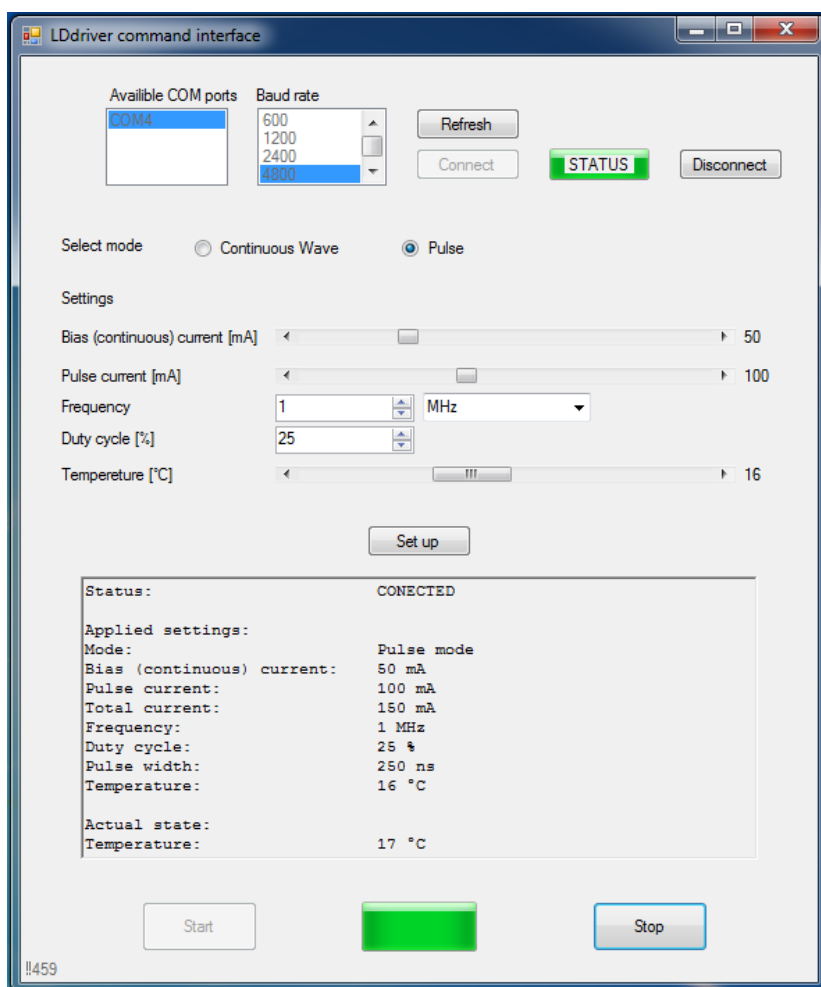 LDdriver command interface
Availible COM ports Baud rate
COM4
600
1200
2400
4800
Refresh
Connect
STATUS
Disconnect
Select mode Continuous Wave Pulse
Settings
Bias (continuous) current [mA] 50
Pulse current [mA] 100
Frequency 1 MHz
Duty cycle [%] 25
Tempereture [°C] 16
Set up
Status: CONECTED
Applied settings:
Mode: Pulse mode
Bias (continuous) current: 50 mA
Pulse current: 100 mA
Total current: 150 mA
Frequency: 1 MHz
Duty cycle: 25 %
Pulse width: 250 ns
Temperature: 16 °C
Actual state:
Temperature: 17 °C
Start Stop
!!459